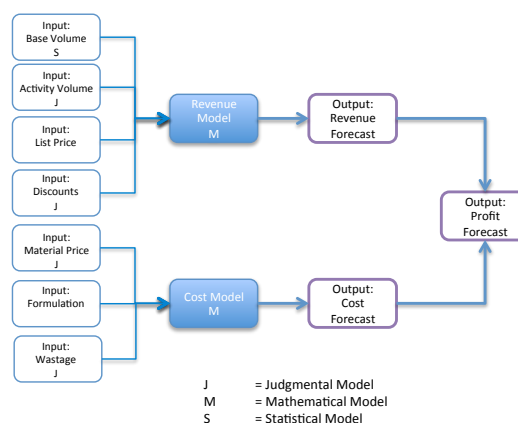 Input:
Base Volume
S
Input:
Activity Volume
J
Input:
List Price
Input:
Discounts
J
Input:
Material Price
J
Input:
Formulation
Input:
Wastage
J
Revenue
Model
M
Cost Model
M
Output:
Revenue
Forecast
Output:
Cost
Forecast
Output:
Profit
Forecast
J = Judgmental Model
M = Mathematical Model
S = Statistical Model